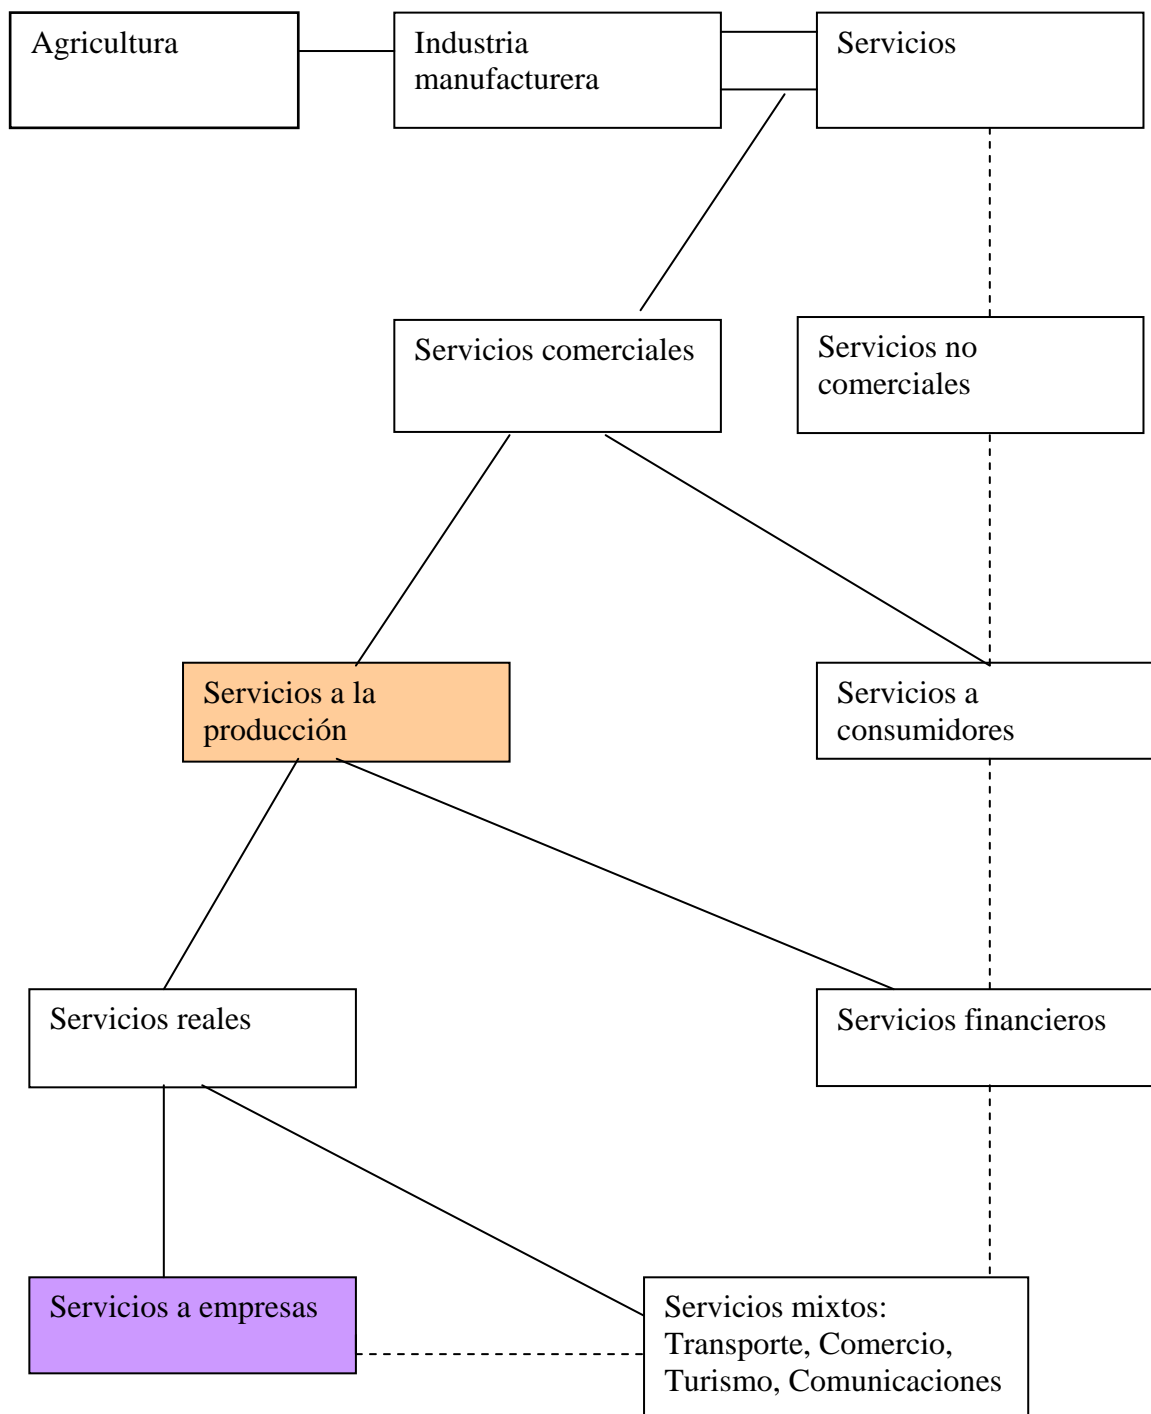 Agricultura
Industria
manufacturera
Servicios
Servicios comerciales
Servicios no
comerciales
Servicios a la
producción
Servicios a
consumidores
Servicios reales
Servicios financieros
Servicios a empresas
Servicios mixtos:
Transporte, Comercio,
Turismo, Comunicaciones